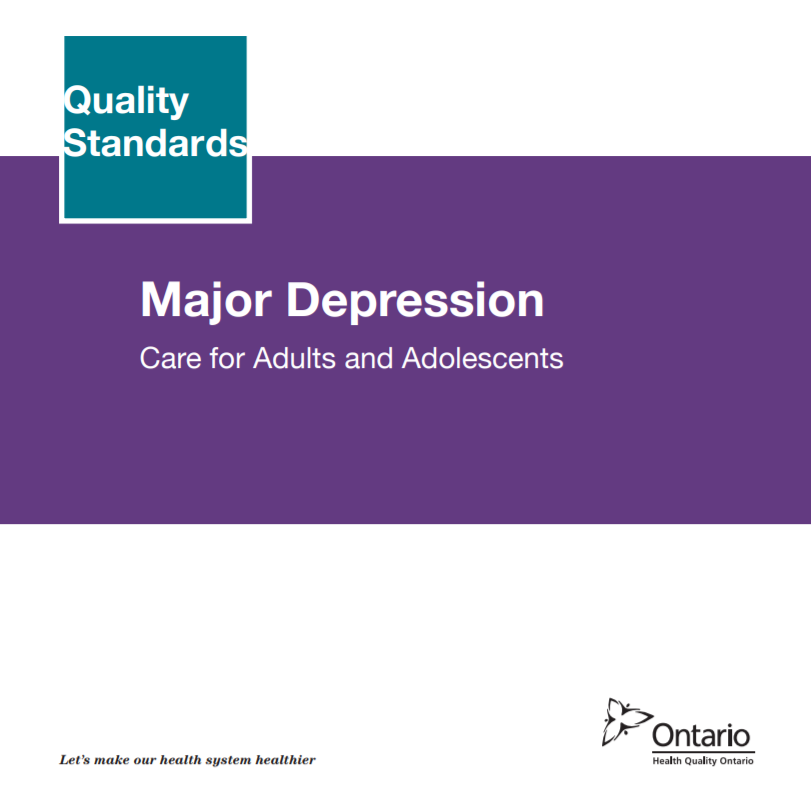 Quality
Standards
Major Depression
Care for Adults and Adolescents
Let's make our health system healthier
Ontario
Health Quality Ontario